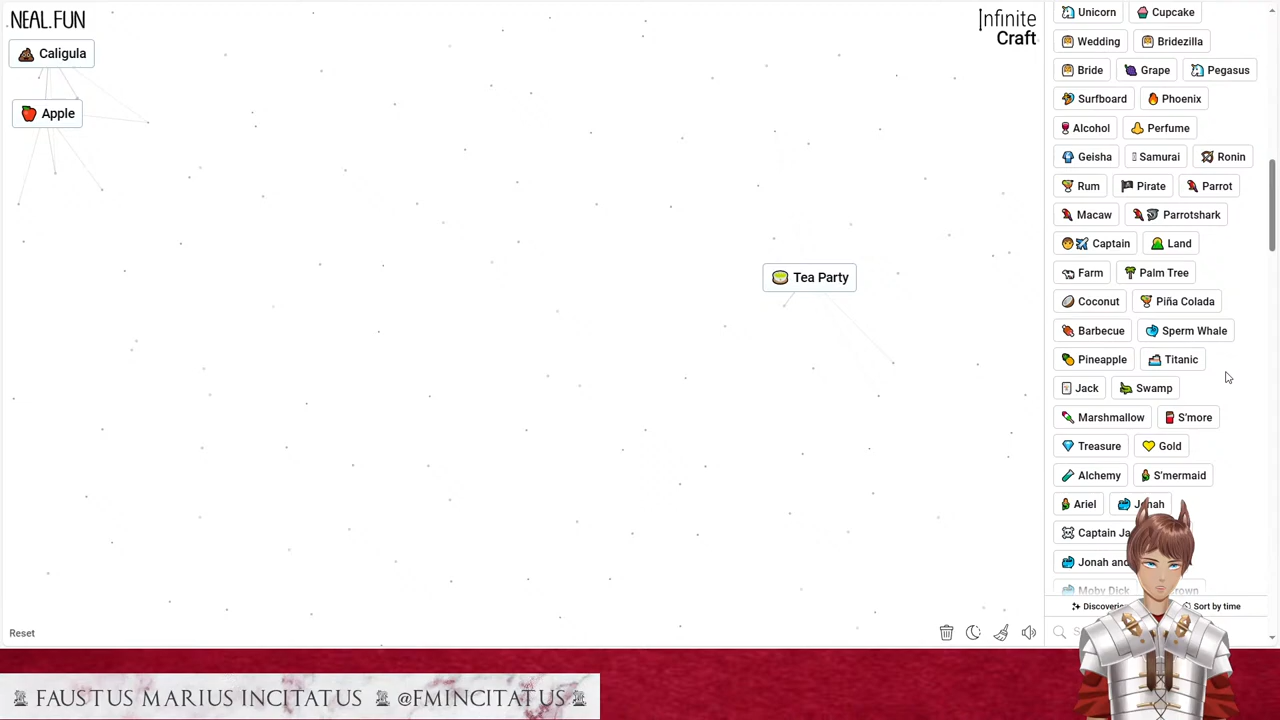 NEAL.FUN
Infinite
Craft
Caligula
Apple
Tea Party
Reset
Unicorn Cupcake
Wedding Bridezilla
Bride Grape Pegasus
Surfboard Phoenix
Alcohol Perfume
Geisha Samurai Ronin
Rum Pirate Parrot
Macaw Parrotshark
Captain Land
Farm Palm Tree
Coconut Piña Colada
Barbecue Sperm Whale
Pineapple Titanic
Jack Swamp
Marshmallow S'more
Treasure Gold
Alchemy S'mermaid
Ariel Jonah
Captain
Jonah and
Moby Dick
Sort by time
FAUSTUS MARIUS INCITATUS @FMINCITATUS